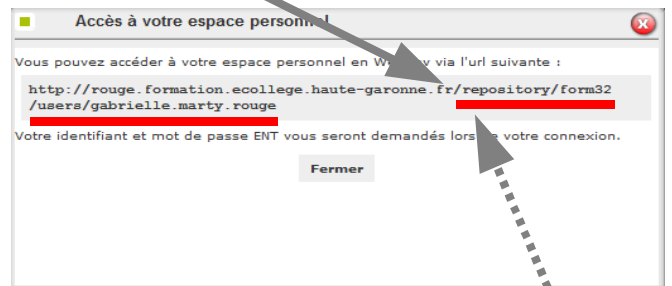 Accès à votre espace personnel
Vous pouvez accéder à votre espace personnel en via l'url suivante :
http://rouge.formation.ecollege.haute-garonne.fr/repository/form32
/users/gabrielle.marty.rouge
Votre identifiant et mot de passe ENT vous seront demandés lors de votre connexion.
Fermer